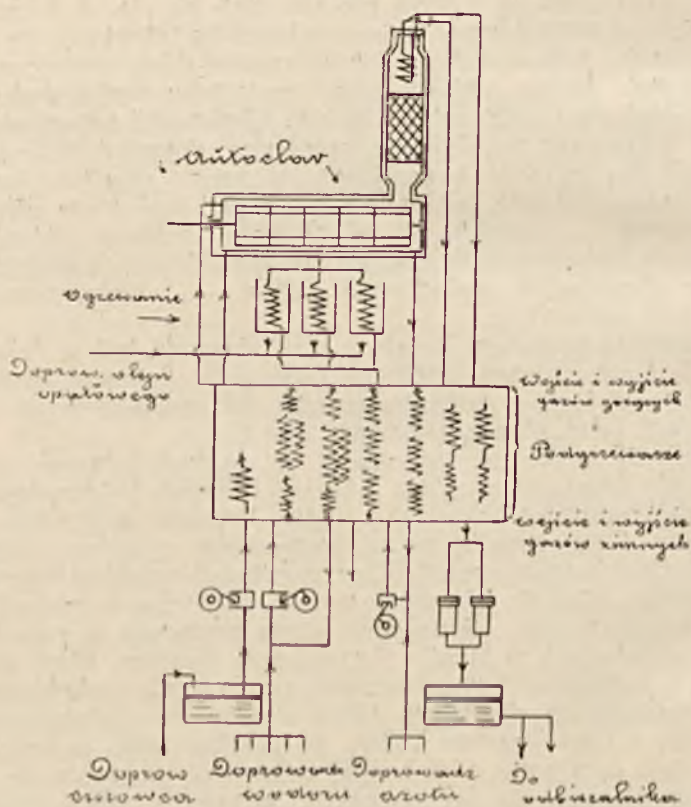 Autoclav
Ogrzewanie
Doprow. oleju
opałowego
Wejście i wyjście
gazów gorących
Podgrzewacze
Wejście i wyjście
gazów zimnych
Doprow
surowca
Doprowadz
wodoru
Doprowadz
azotu
Do
odbieralnika